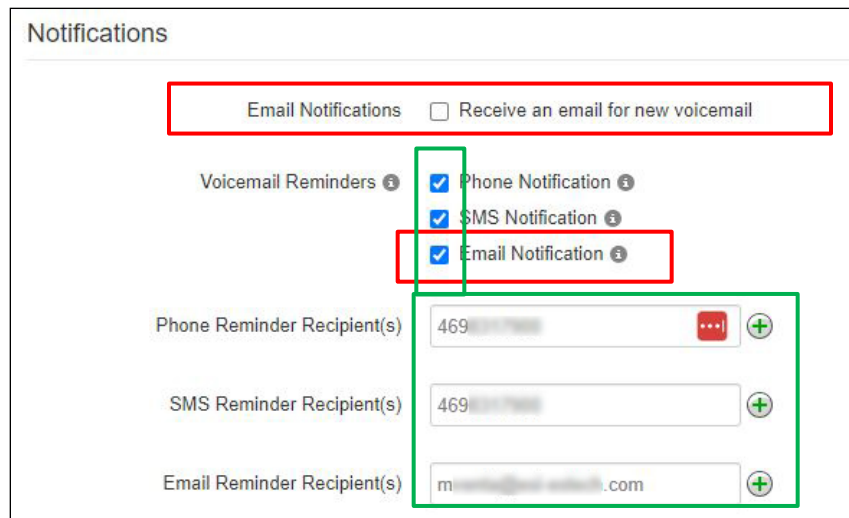 Notifications
Email Notifications Receive an email for new voicemail
Voicemail Reminders Phone Notification
SMS Notification
Email Notification
Phone Reminder Recipient(s) 469
SMS Reminder Recipient(s) 469
Email Reminder Recipient(s) m .com